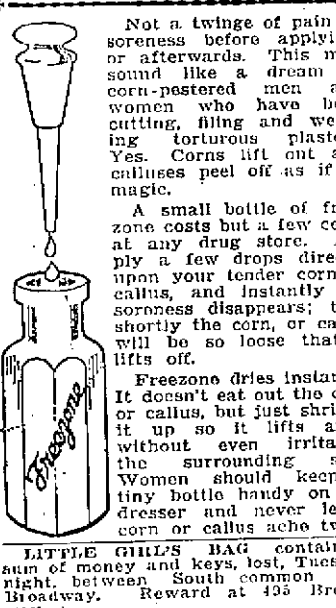 Not a twinge of pain
soreness before applyi
or afterwards. This m
sound like a dream
corn-pestered men a
women who have be
cutting, filing and we
ing torturous plaste
Yes. Corns lift out a
calluses peel off as if
magic.
A small bottle of fr
zone costs but a few ce
at any drug store.
ply a few drops dire
upon your tender corn
callus, and instantly
soreness disappears; t
shortly the corn, or ca
will be so loose that
lifts off.
Freezone dries instan
It doesn't eat out the c
or callus, but just shri
it up so it lifts a
without even irrita
the surrounding s
Women should keep
tiny bottle handy on
dresser and never le
corn or callus ache tw
Freezone
LITTLE GIRL'S BAG contai
sum of money and keys, lost, Tues
night, between South common
Broadway. Reward at 495 Br